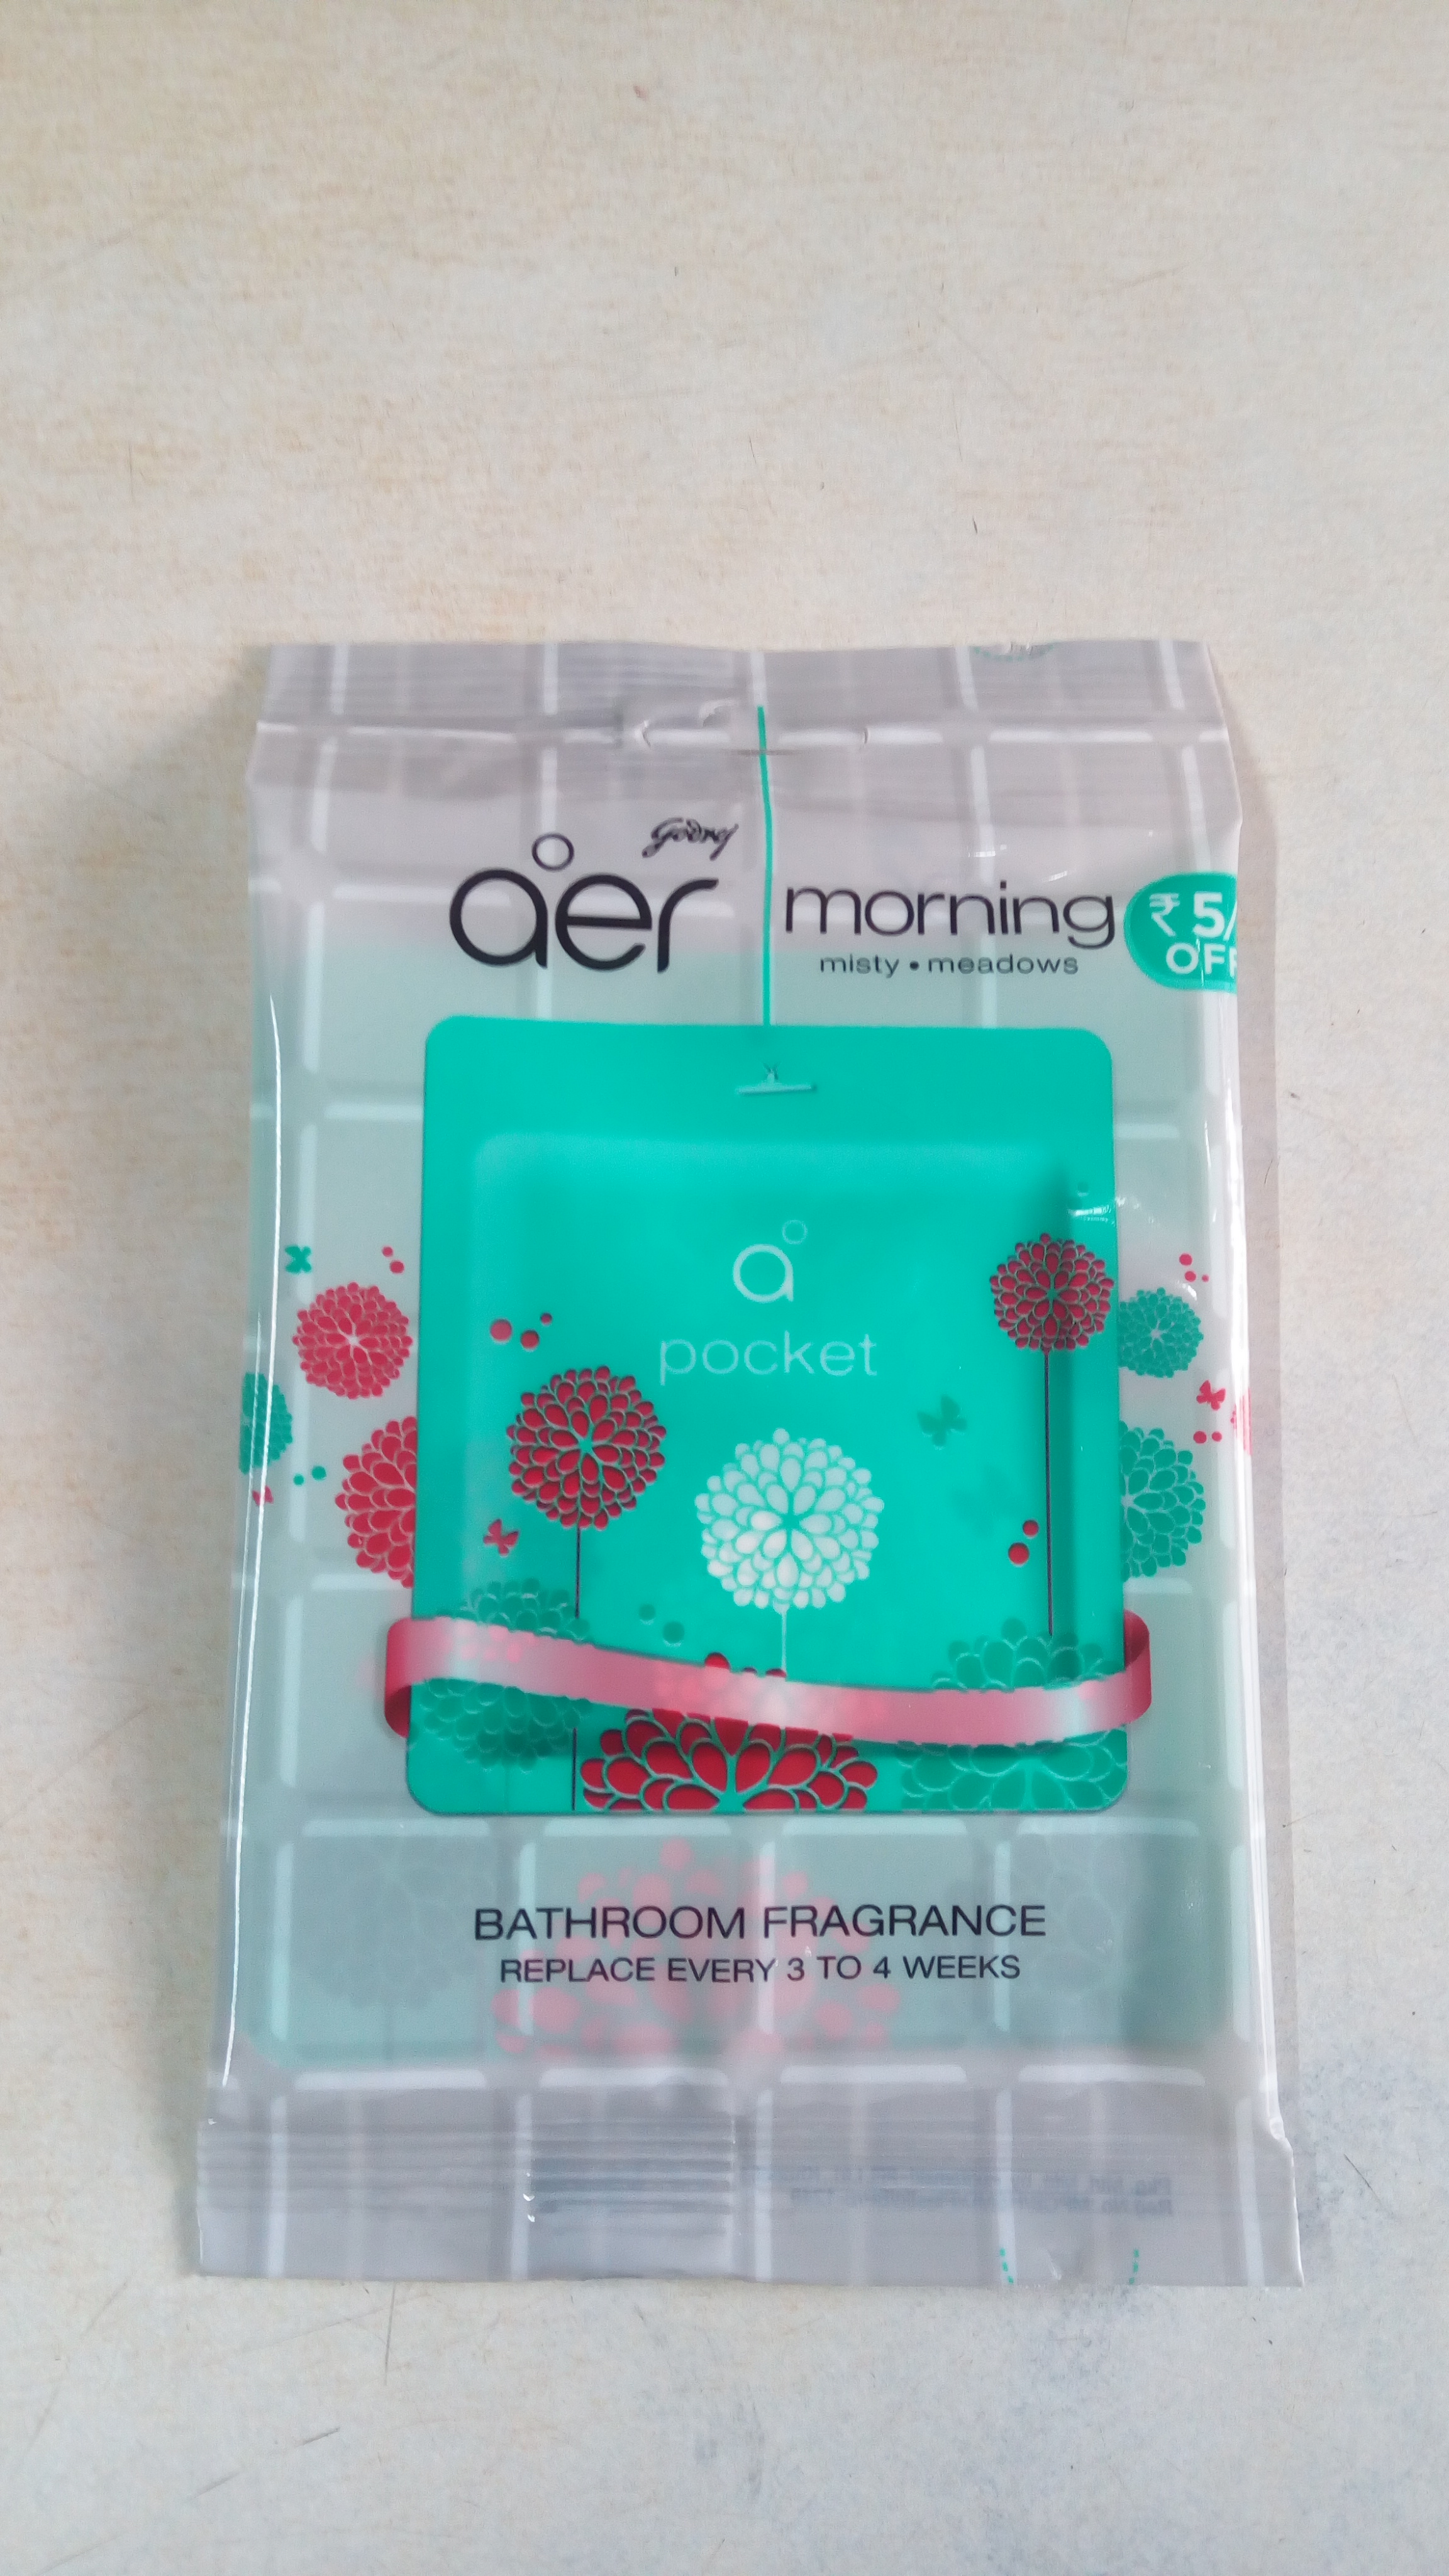 Godrej
aer
morning
misty • meadows
₹5/
OFF
a
pocket
BATHROOM FRAGRANCE
REPLACE EVERY 3 TO 4 WEEKS